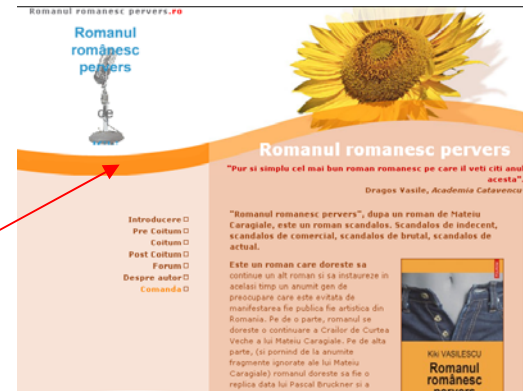 Romanul romanesc pervers.ro
Romanul
românesc
pervers
de
Romanul romanesc pervers
"Pur si simplu cel mai bun roman romanesc pe care il veti citi anul
acesta".
Dragos Vasile, Academia Catavencu
Introducere
Pre Coitum
Coitum
Post Coitum
Forum
Despre autor
Comanda
"Romanul romanesc pervers", dupa un roman de Mateiu
Caragiale, este un roman scandalos. Scandalos de indecent,
scandalos de comercial, scandalos de brutal, scandalos de
actual.
Este un roman care doreste sa
continue un alt roman si sa instaureze in
acelasi timp un anumit gen de
preocupare care este evitata de
manifestarea fie publica fie artistica din
Romania. Pe de o parte, romanul se
doreste o continuare a Crailor de Curtea
Veche a lui Mateiu Caragiale. Pe de alta
parte, (si pornind de la anumite
fragmente ignorate ale lui Mateiu
Caragiale) romanul doreste sa fie o
replica data lui Pascal Bruckner si a
Kiki VASILESCU
Romanul
românesc
pervers